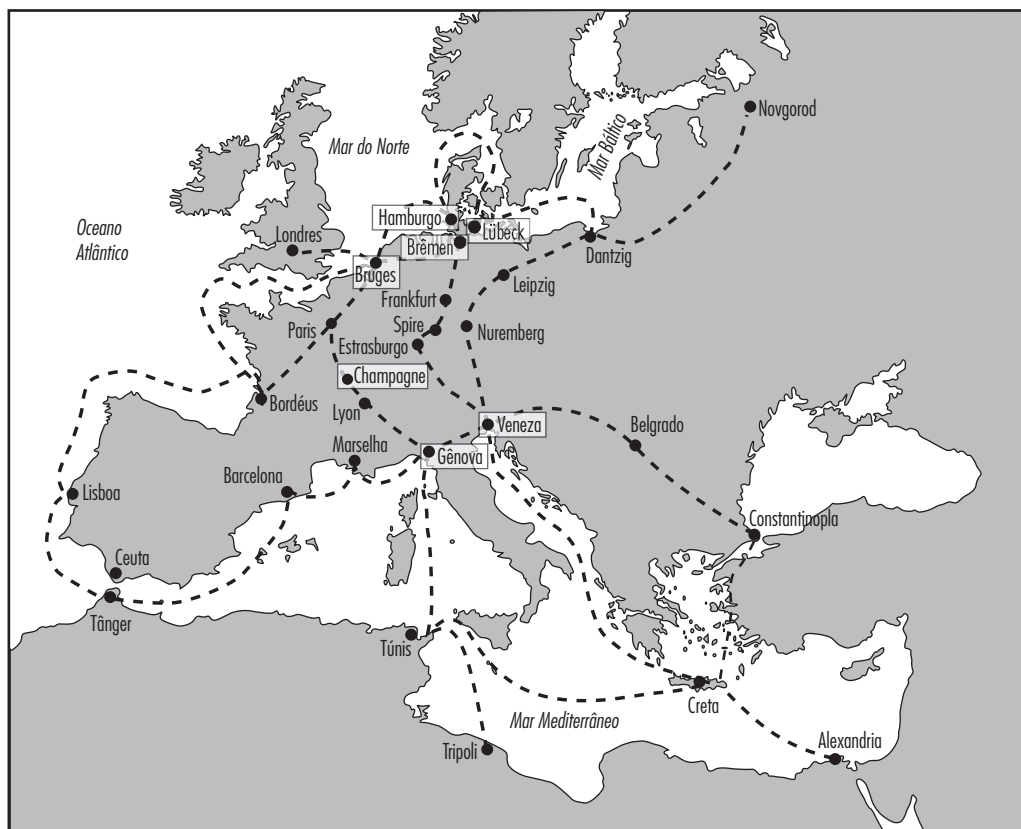 Novgorod
Mar do Norte
Mar Báltico
Hamburgo
Oceano
Atlântico
Londres
Lübeck
Brêmen
Dantzig
Bruges
Leipzig
Frankfurt
Paris
Spire
Nuremberg
Estrasburgo
Champagne
Bordéus
Lyon
Veneza
Belgrado
Marselha
Gênova
Barcelona
Lisboa
Constantinopla
Ceuta
Tânger
Túnis
Creta
Mar Mediterrâneo
Tripoli
Alexandria